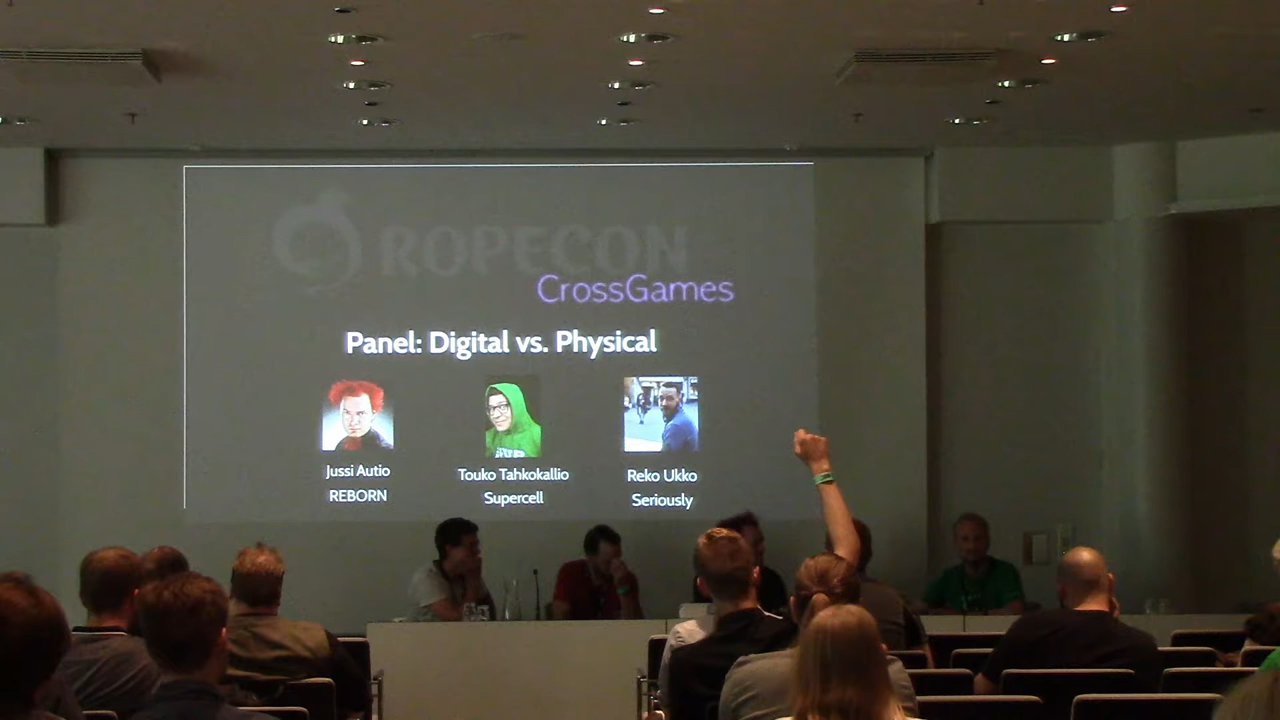 ROPECON
CrossGames
Panel: Digital vs. Physical
Jussi Autio
REBORN
Touko Tahkokallio
Supercell
Reko Ukko
Seriously